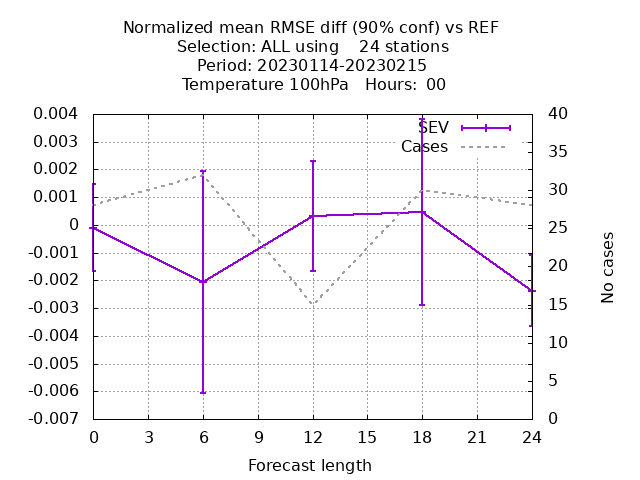 Normalized mean RMSE diff (90% conf) vs REF
Selection: ALL using 24 stations
Period: 20230114-20230215
Temperature 100hPa Hours: 00
SEV
Cases
0.004
0.003
0.002
0.001
0
-0.001
-0.002
-0.003
-0.004
-0.005
-0.006
-0.007
40
35
30
25
20
15
10
5
0
No cases
0 3 6 9 12 15 18 21 24
Forecast length